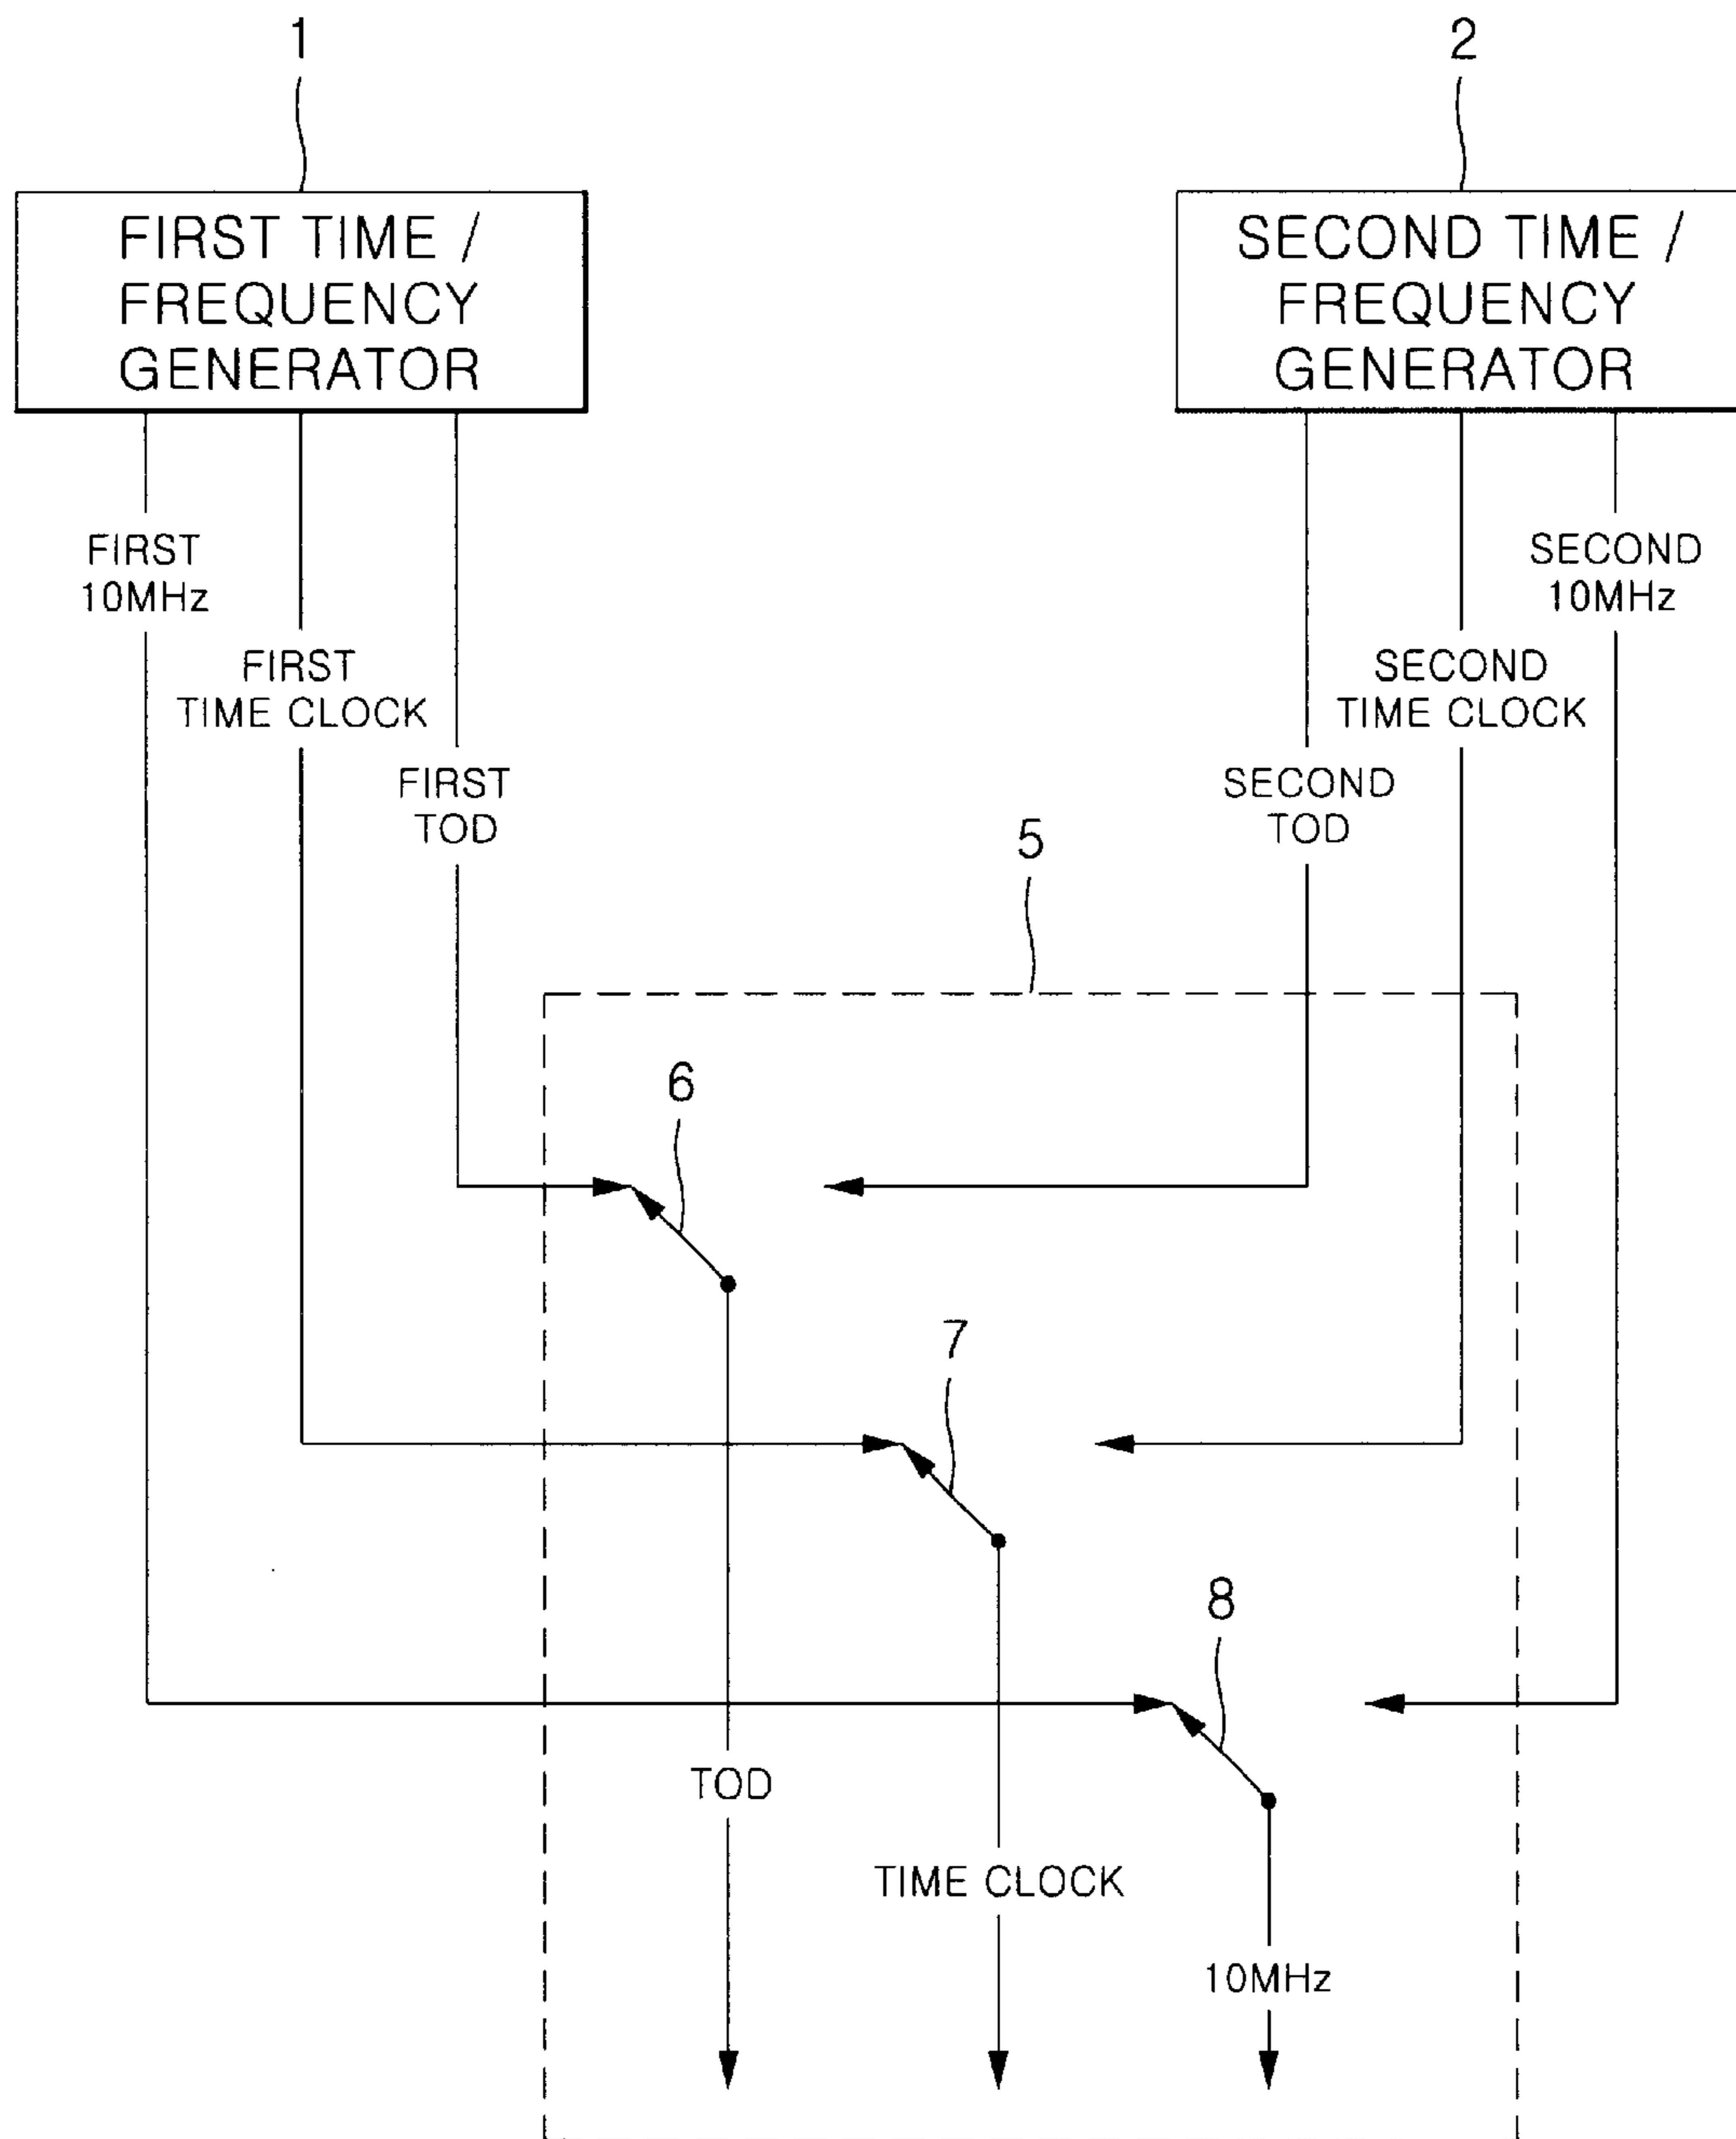 1
2
FIRST TIME /
FREQUENCY
GENERATOR
SECOND TIME /
FREQUENCY
GENERATOR
FIRST
10MHz
SECOND
10MHz
FIRST
TIME CLOCK
SECOND
TIME CLOCK
FIRST
TOD
SECOND
TOD
5
6
7
8
TOD
TIME CLOCK
10MHz